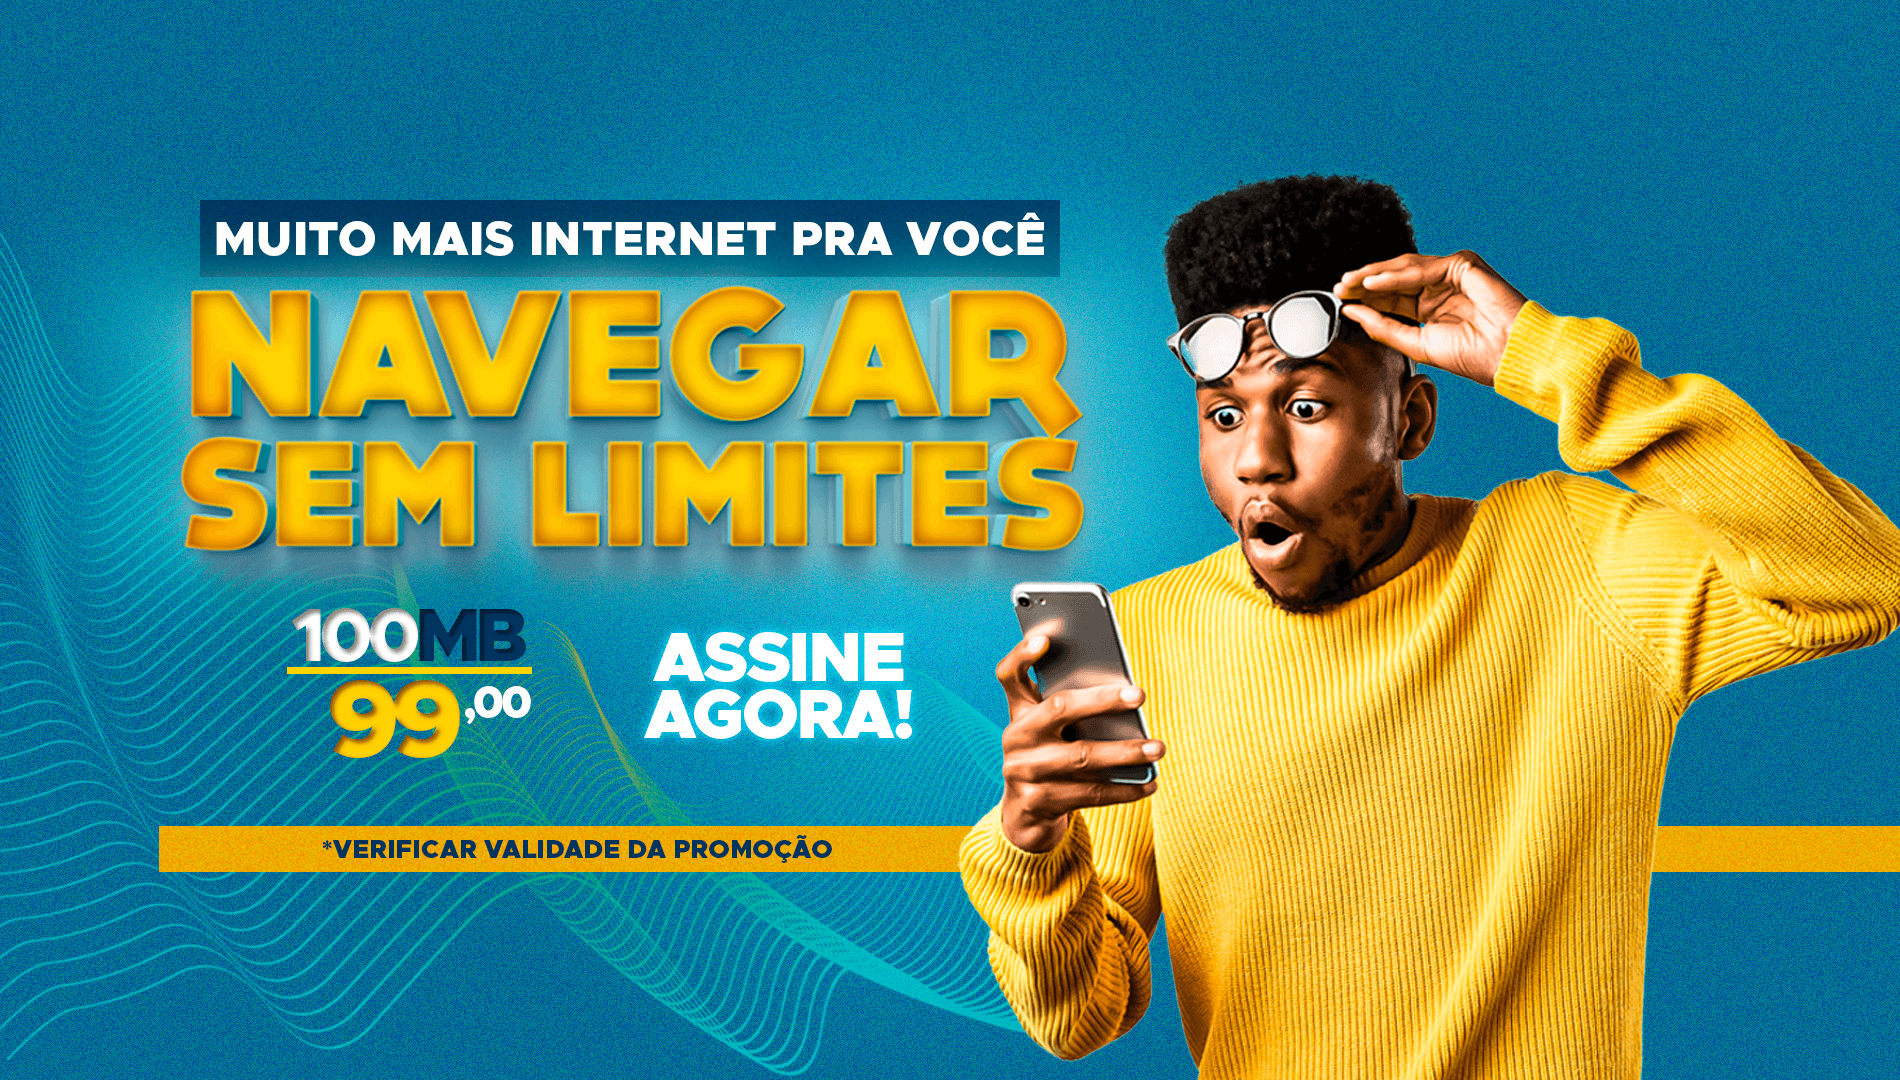 MUITO MAIS INTERNET PRA VOCÊ
NAVEGAR
SEM LIMITES
100MB
99,00
ASSINE
AGORA!
*VERIFICAR VALIDADE DA PROMOÇÃO